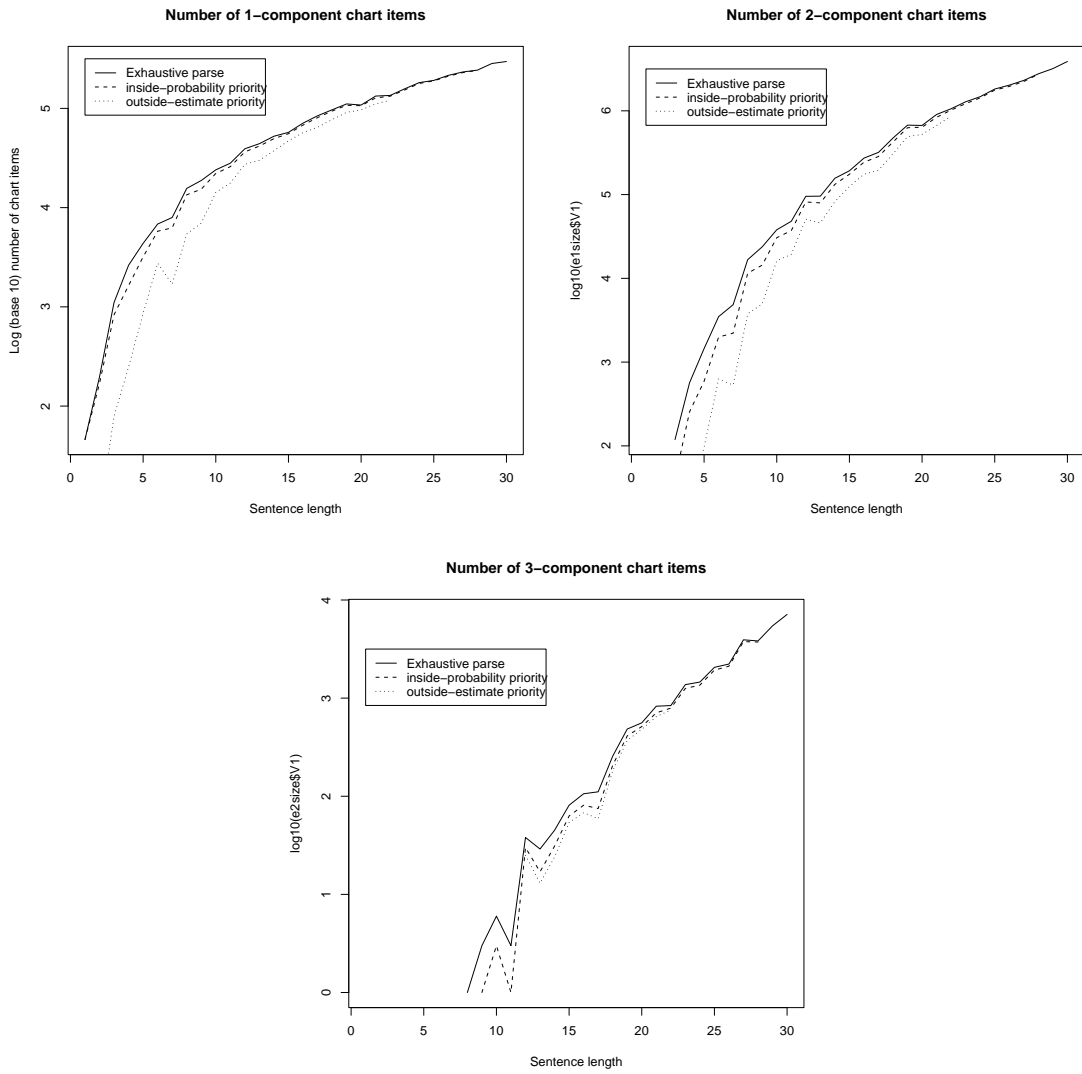 Number of 1−component chart items
Exhaustive parse
inside−probability priority
outside−estimate priority
Log (base 10) number of chart items
5
4
3
2
0 5 10 15 20 25 30
Sentence length
Number of 2−component chart items
Exhaustive parse
inside−probability priority
outside−estimate priority
log10(e1size$V1)
6
5
4
3
2
0 5 10 15 20 25 30
Sentence length
Number of 3−component chart items
Exhaustive parse
inside−probability priority
outside−estimate priority
log10(e2size$V1)
4
3
2
1
0
0 5 10 15 20 25 30
Sentence length